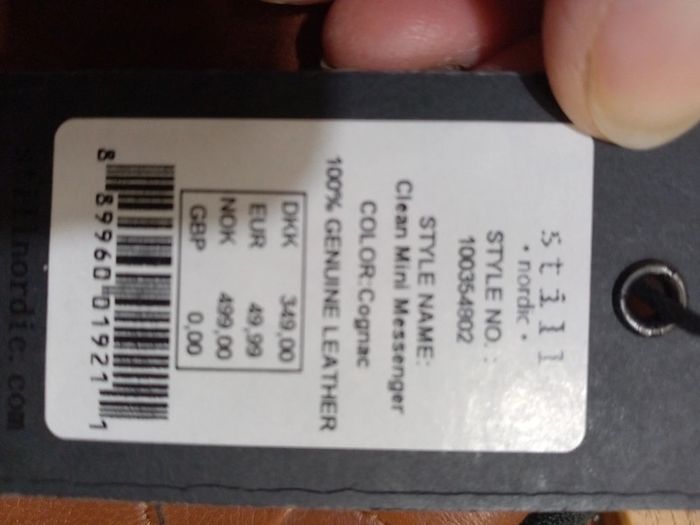 still
• nordic •
STYLE NO. :
100354802
STYLE NAME:
Clean Mini Messenger
COLOR:Cognac
100% GENUINE LEATHER
DKK 349,00
EUR 49,99
NOK 499,00
GBP 0,00
8 89960 01921 1
stillnordic.com